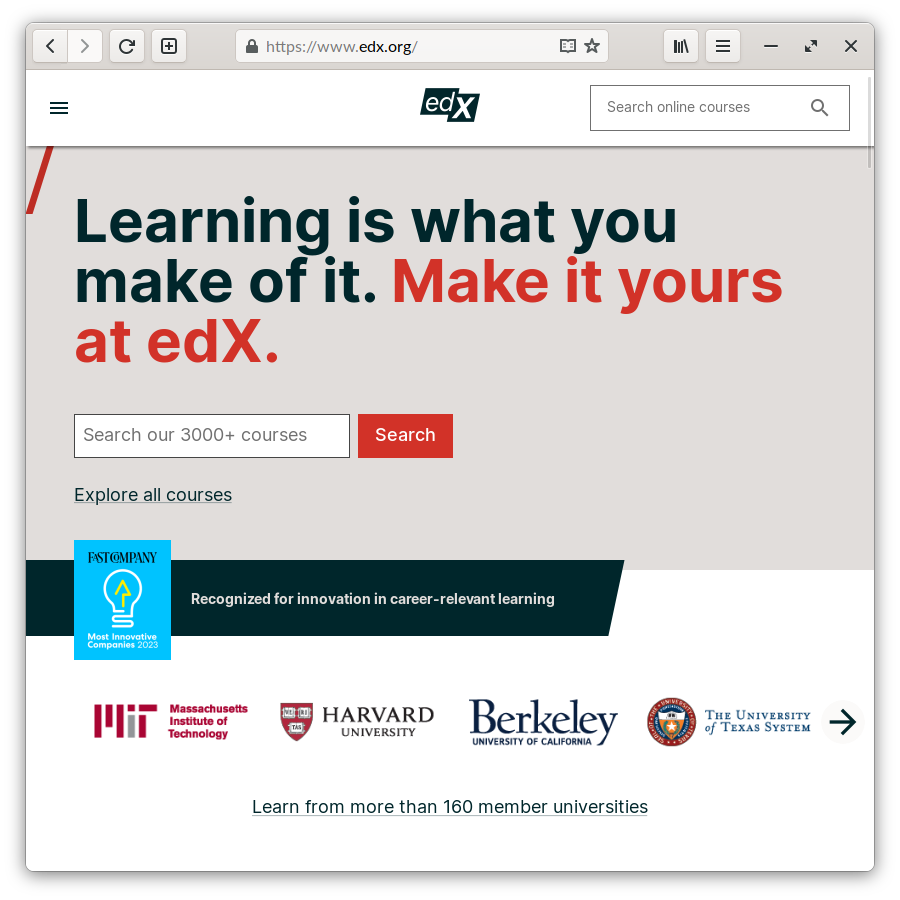 https://www.edx.org/
edX
Search online courses
Learning is what you
make of it. Make it yours
at edX.
Search our 3000+ courses
Search
Explore all courses
FAST COMPANY
Most Innovative
Companies 2023
Recognized for innovation in career-relevant learning
MIT
Massachusetts
Institute of
Technology
VE RI TAS
HARVARD
UNIVERSITY
Berkeley
UNIVERSITY OF CALIFORNIA
THE UNIVERSITY
of TEXAS SYSTEM
Learn from more than 160 member universities